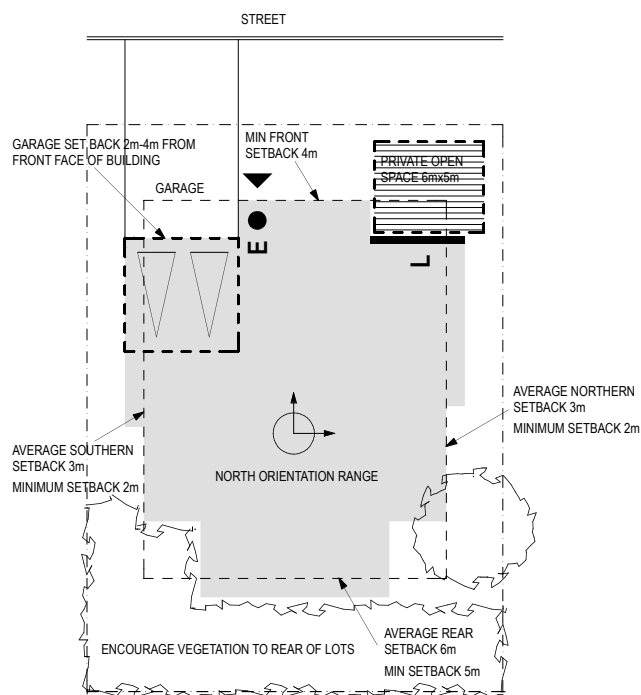 STREET
GARAGE SET BACK 2m-4m FROM
FRONT FACE OF BUILDING
MIN FRONT
SETBACK 4m
PRIVATE OPEN
SPACE 6mx5m
GARAGE
E
L
AVERAGE NORTHERN
SETBACK 3m
MINIMUM SETBACK 2m
AVERAGE SOUTHERN
SETBACK 3m
MINIMUM SETBACK 2m
NORTH ORIENTATION RANGE
ENCOURAGE VEGETATION TO REAR OF LOTS
AVERAGE REAR
SETBACK 6m
MIN SETBACK 5m